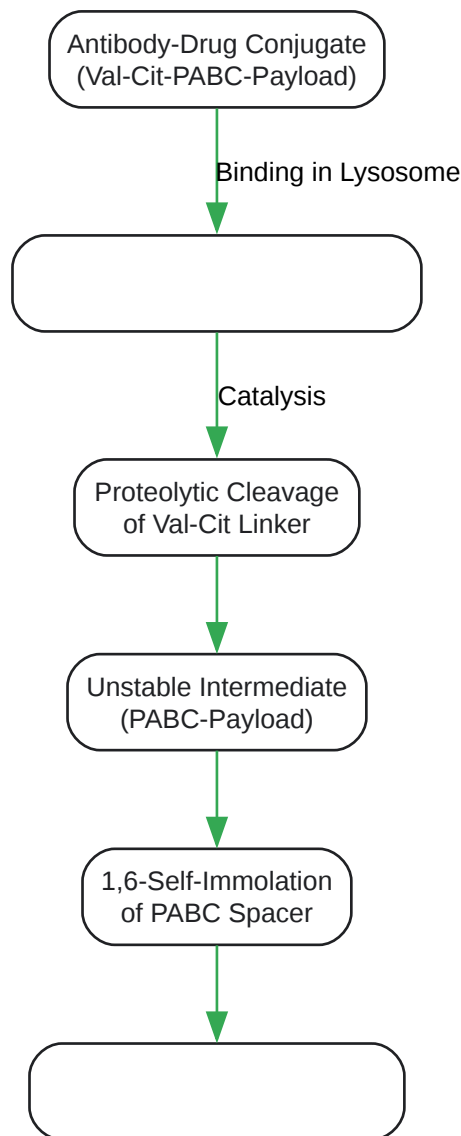 Antibody-Drug Conjugate
(Val-Cit-PABC-Payload)
Binding in Lysosome
Catalysis
Proteolytic Cleavage
of Val-Cit Linker
Unstable Intermediate
(PABC-Payload)
1,6-Self-Immolation
of PABC Spacer